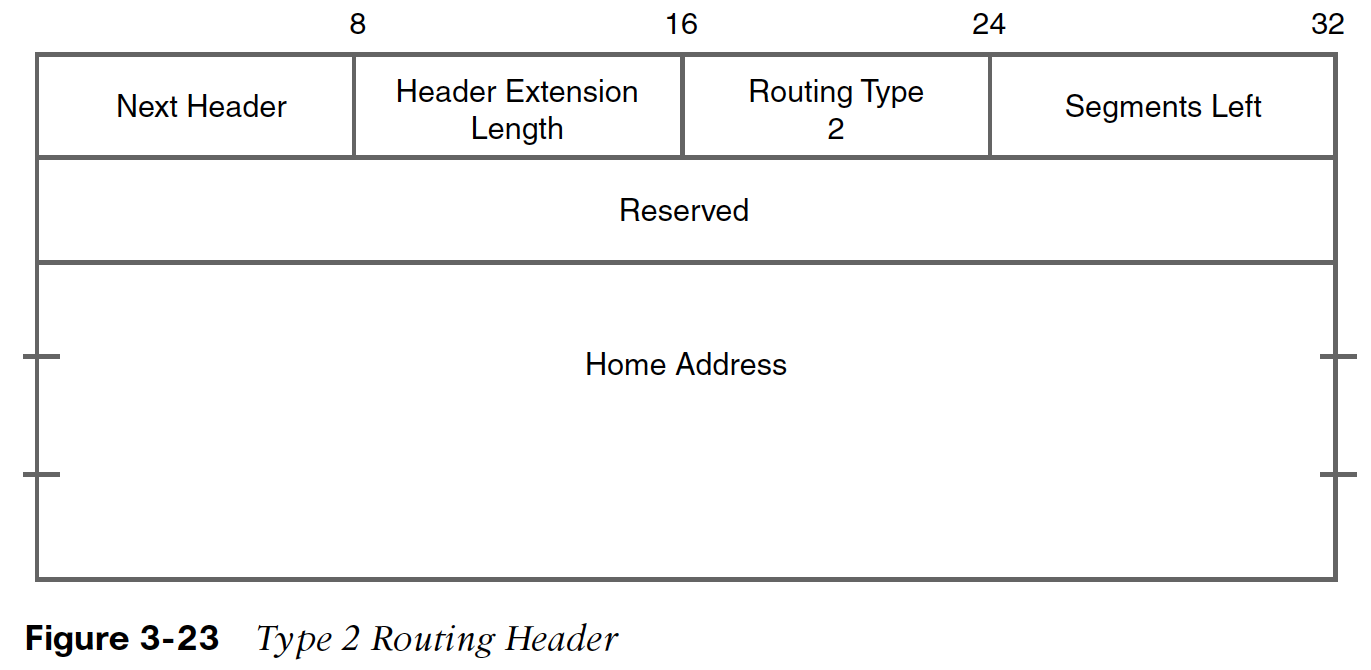 8 16 24 32
Next Header
Header Extension
Length
Routing Type
2
Segments Left
Reserved
Home Address
Figure 3-23 Type 2 Routing Header